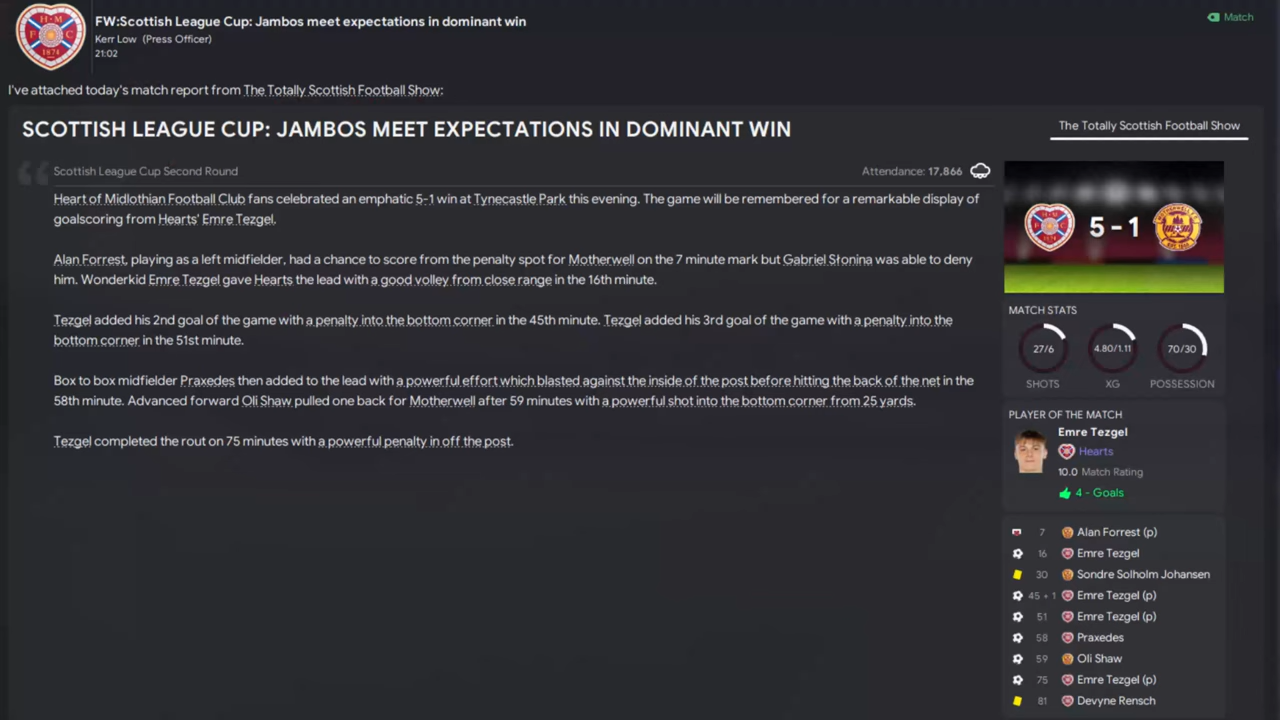 FW:Scottish League Cup: Jambos meet expectations in dominant win
Kerr Low (Press Officer)
21:02
Match
I've attached today's match report from The Totally Scottish Football Show:
SCOTTISH LEAGUE CUP: JAMBOS MEET EXPECTATIONS IN DOMINANT WIN
The Totally Scottish Football Show
Scottish League Cup Second Round
Attendance: 17,866
Heart of Midlothian Football Club fans celebrated an emphatic 5-1 win at Tynecastle Park this evening. The game will be remembered for a remarkable display of
goalscoring from Hearts' Emre Tezgel.
Alan Forrest, playing as a left midfielder, had a chance to score from the penalty spot for Motherwell on the 7 minute mark but Gabriel Słonina was able to deny
him. Wonderkid Emre Tezgel gave Hearts the lead with a good volley from close range in the 16th minute.
Tezgel added his 2nd goal of the game with a penalty into the bottom corner in the 45th minute. Tezgel added his 3rd goal of the game with a penalty into the
bottom corner in the 51st minute.
Box to box midfielder Praxedes then added to the lead with a powerful effort which blasted against the inside of the post before hitting the back of the net in the
58th minute. Advanced forward Oli Shaw pulled one back for Motherwell after 59 minutes with a powerful shot into the bottom corner from 25 yards.
Tezgel completed the rout on 75 minutes with a powerful penalty in off the post.
5 - 1
MATCH STATS
27/6 4.80/1.11 70/30
SHOTS XG POSSESSION
PLAYER OF THE MATCH
Emre Tezgel
Hearts
10.0 Match Rating
4 - Goals
7 Alan Forrest (p)
16 Emre Tezgel
30 Sondre Solholm Johansen
45 + 1 Emre Tezgel (p)
51 Emre Tezgel (p)
58 Praxedes
59 Oli Shaw
75 Emre Tezgel (p)
81 Devyne Rensch